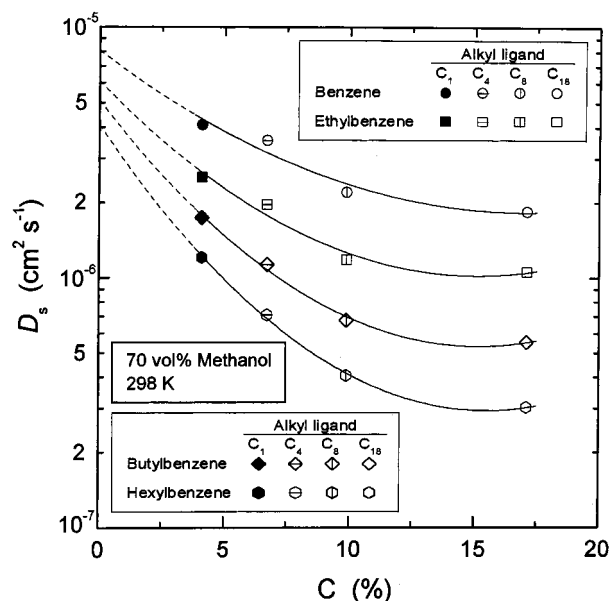 10⁻⁵
5
2
10⁻⁶
5
2
10⁻⁷
Dₛ (cm² s⁻¹)
Alkyl ligand
C₁ C₄ C₈ C₁₈
Benzene
Ethylbenzene
70 vol% Methanol
298 K
Alkyl ligand
C₁ C₄ C₈ C₁₈
Butylbenzene
Hexylbenzene
0 5 10 15 20
C (%)